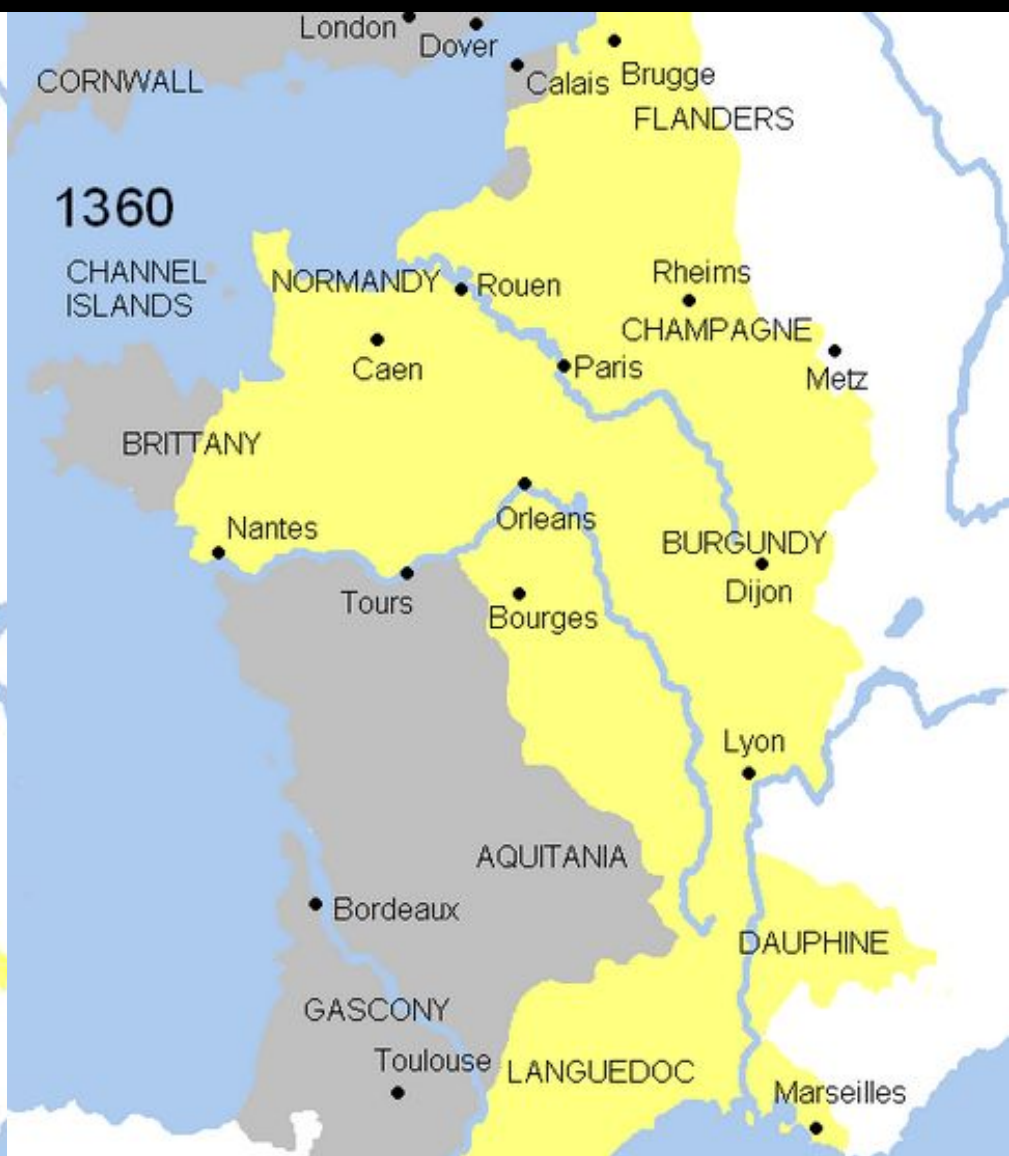 London
Dover
CORNWALL
Calais
Brugge
FLANDERS
1360
CHANNEL
ISLANDS
NORMANDY
Rouen
Rheims
CHAMPAGNE
Caen
Paris
Metz
BRITTANY
Nantes
Orleans
BURGUNDY
Tours
Bourges
Dijon
Lyon
AQUITANIA
Bordeaux
DAUPHINE
GASCONY
Toulouse
LANGUEDOC
Marseilles